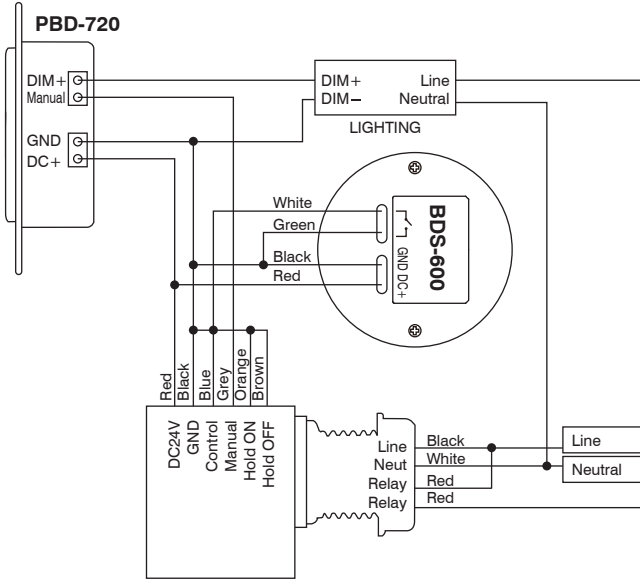 PBD-720
DIM+
Manual
GND
DC+
DIM+ Line
DIM− Neutral
LIGHTING
White
Green
Black
Red
BDS-600
GND DC+
Red
Black
Blue
Grey
Orange
Brown
DC24V
GND
Control
Manual
Hold ON
Hold OFF
Line Black Line
Neut White Neutral
Relay Red
Relay Red